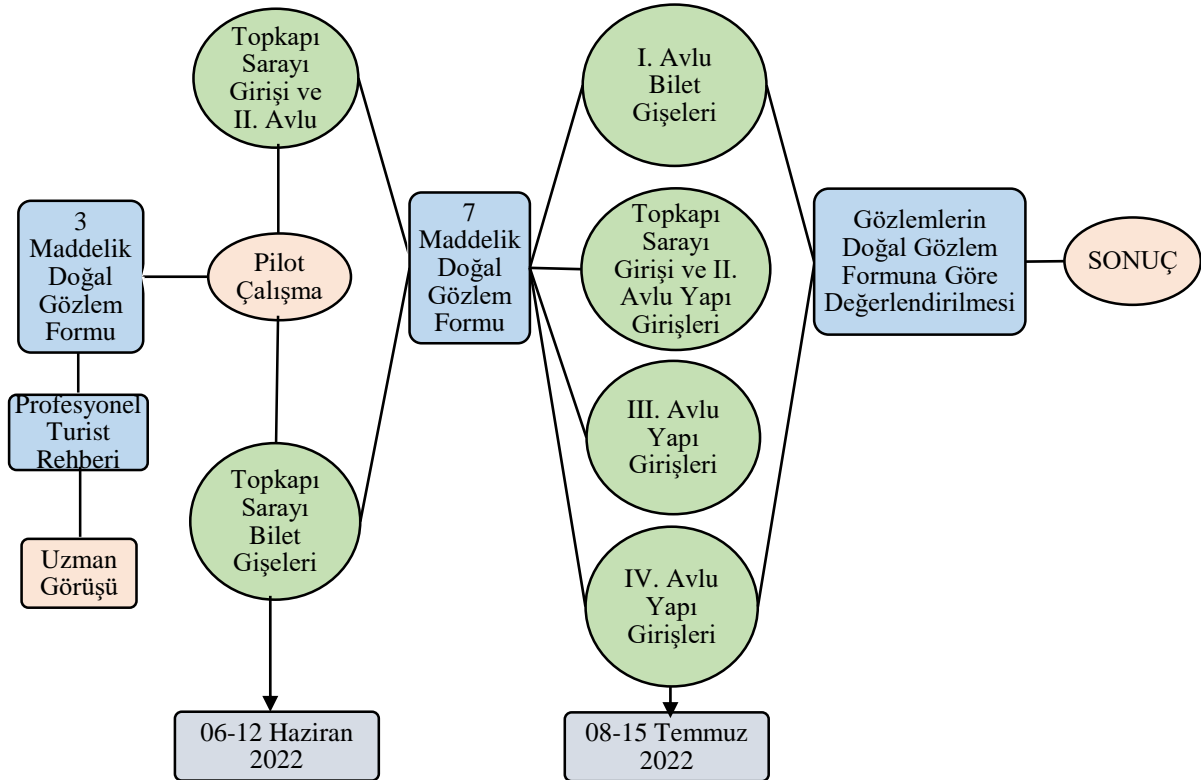 3
Maddelik
Doğal
Gözlem
Formu
Profesyonel
Turist
Rehberi
Uzman
Görüşü
Topkapı
Sarayı
Girişi ve
II. Avlu
Pilot
Çalışma
Topkapı
Sarayı
Bilet
Gişeleri
06-12 Haziran
2022
7
Maddelik
Doğal
Gözlem
Formu
I. Avlu
Bilet
Gişeleri
Topkapı
Sarayı
Girişi ve II.
Avlu Yapı
Girişleri
III. Avlu
Yapı
Girişleri
IV. Avlu
Yapı
Girişleri
08-15 Temmuz
2022
Gözlemlerin
Doğal Gözlem
Formuna Göre
Değerlendirilmesi
SONUÇ